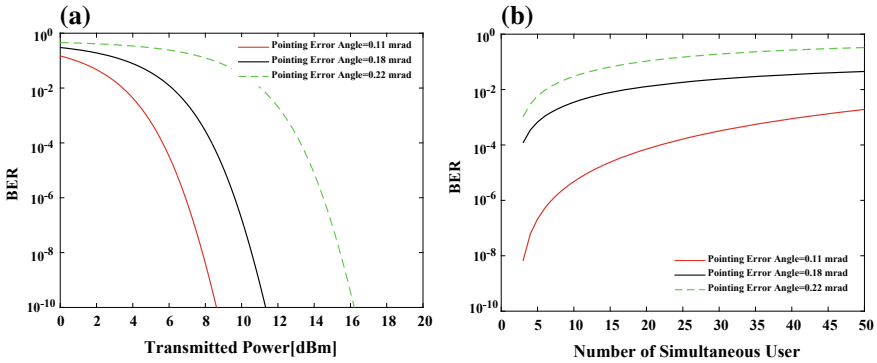 (a)
10^0
10^-2
10^-4
10^-6
10^-8
10^-10
BER
0 2 4 6 8 10 12 14 16 18 20
Transmitted Power[dBm]
Pointing Error Angle=0.11 mrad
Pointing Error Angle=0.18 mrad
Pointing Error Angle=0.22 mrad
(b)
10^0
10^-2
10^-4
10^-6
10^-8
10^-10
BER
0 5 10 15 20 25 30 35 40 45 50
Number of Simultaneous User
Pointing Error Angle=0.11 mrad
Pointing Error Angle=0.18 mrad
Pointing Error Angle=0.22 mrad